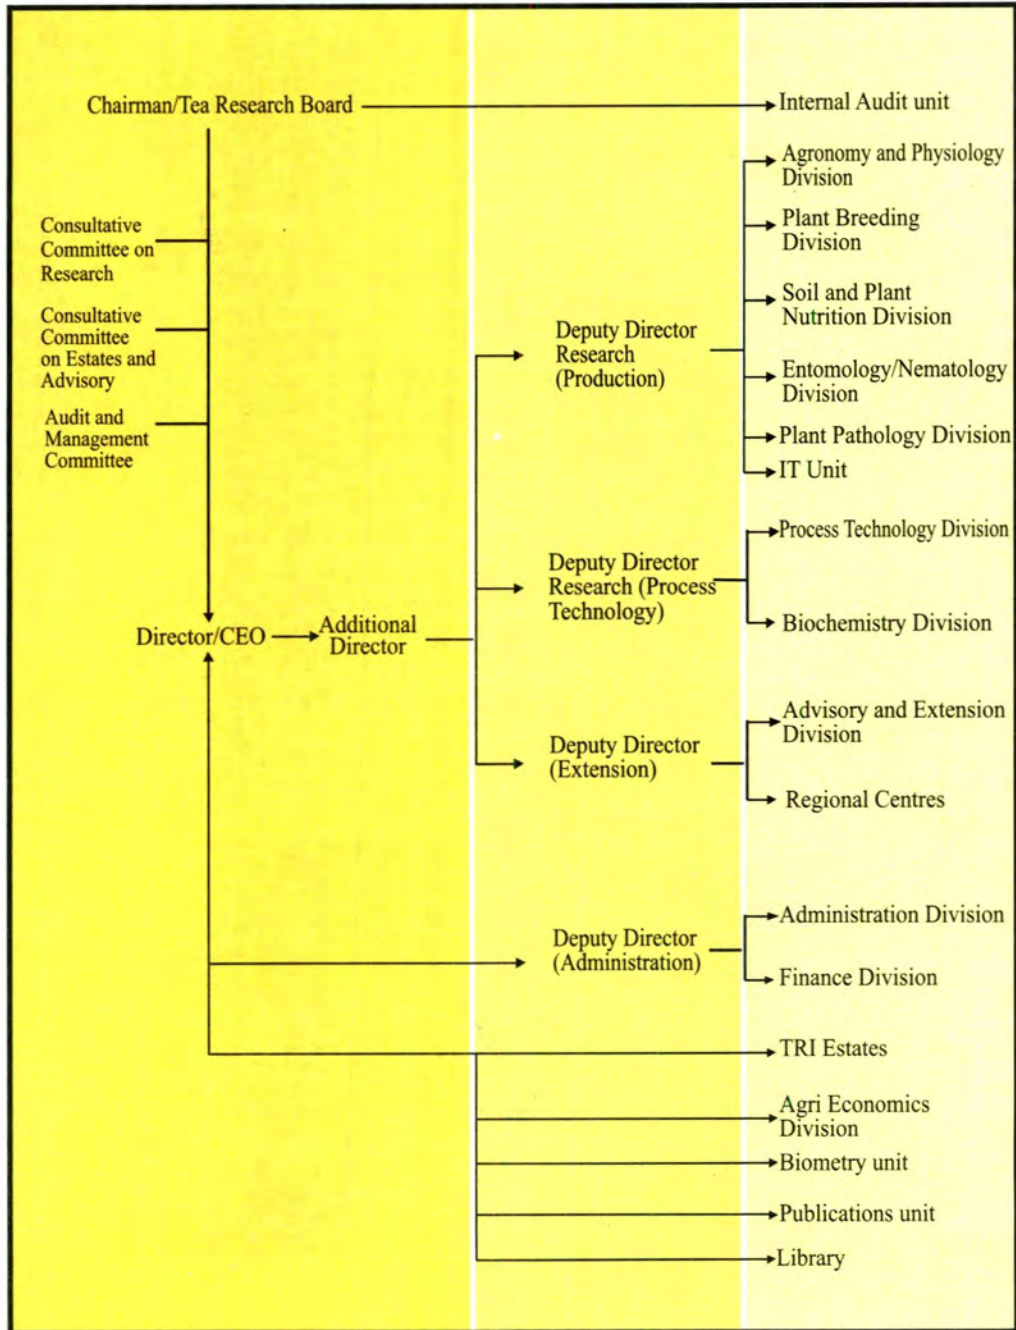 Chairman/Tea Research Board
Internal Audit unit
Agronomy and Physiology
Division
Consultative
Committee on
Research
Plant Breeding
Division
Consultative
Committee
on Estates and
Advisory
Soil and Plant
Nutrition Division
Deputy Director
Research
(Production)
Entomology/Nematology
Division
Audit and
Management
Committee
Plant Pathology Division
IT Unit
Process Technology Division
Deputy Director
Research (Process
Technology)
Director/CEO
Additional
Director
Biochemistry Division
Advisory and Extension
Division
Deputy Director
(Extension)
Regional Centres
Administration Division
Deputy Director
(Administration)
Finance Division
TRI Estates
Agri Economics
Division
Biometry unit
Publications unit
Library